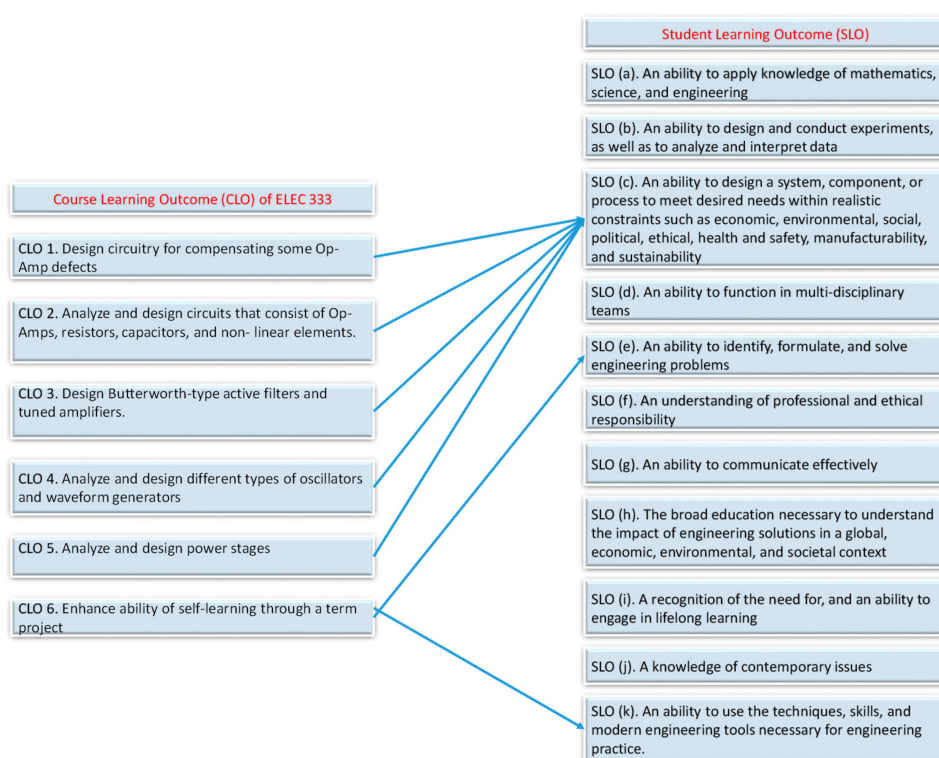 Course Learning Outcome (CLO) of ELEC 333
CLO 1. Design circuitry for compensating some Op-
Amp defects
CLO 2. Analyze and design circuits that consist of Op-
Amps, resistors, capacitors, and non- linear elements.
CLO 3. Design Butterworth-type active filters and
tuned amplifiers.
CLO 4. Analyze and design different types of oscillators
and waveform generators
CLO 5. Analyze and design power stages
CLO 6. Enhance ability of self-learning through a term
project
Student Learning Outcome (SLO)
SLO (a). An ability to apply knowledge of mathematics,
science, and engineering
SLO (b). An ability to design and conduct experiments,
as well as to analyze and interpret data
SLO (c). An ability to design a system, component, or
process to meet desired needs within realistic
constraints such as economic, environmental, social,
political, ethical, health and safety, manufacturability,
and sustainability
SLO (d). An ability to function in multi-disciplinary
teams
SLO (e). An ability to identify, formulate, and solve
engineering problems
SLO (f). An understanding of professional and ethical
responsibility
SLO (g). An ability to communicate effectively
SLO (h). The broad education necessary to understand
the impact of engineering solutions in a global,
economic, environmental, and societal context
SLO (i). A recognition of the need for, and an ability to
engage in lifelong learning
SLO (j). A knowledge of contemporary issues
SLO (k). An ability to use the techniques, skills, and
modern engineering tools necessary for engineering
practice.